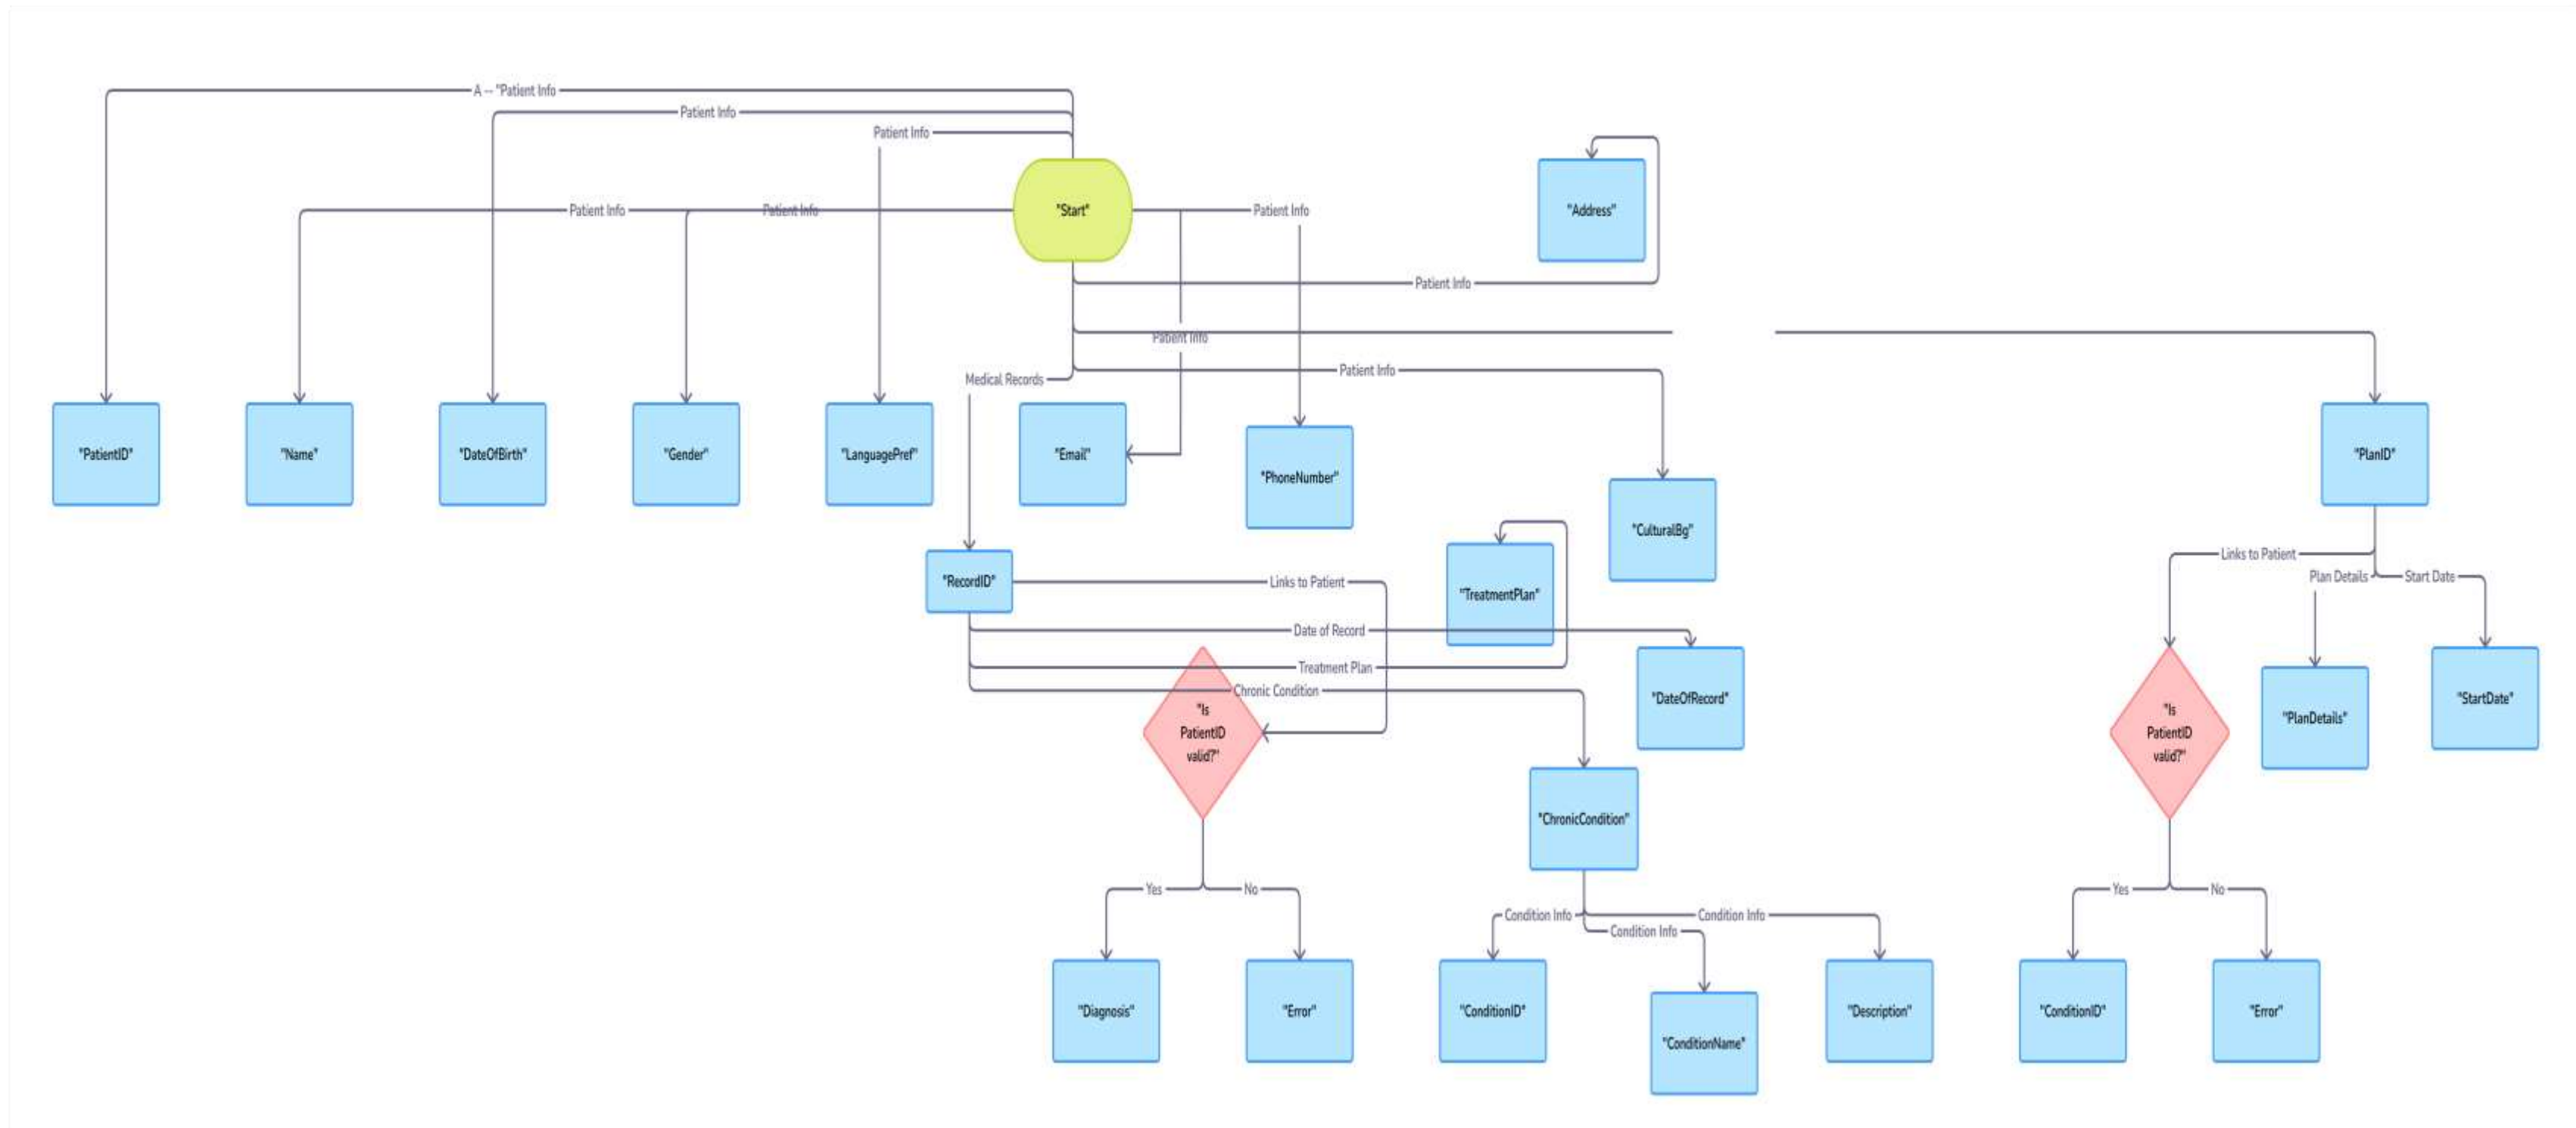 A -- "Patient Info
Patient Info
Patient Info
Patient Info
Patient Info
"Start"
Patient Info
"Address"
Patient Info
Patient Info
Patient Info
Medical Records
"PatientID"
"Name"
"DateOfBirth"
"Gender"
"LanguagePref"
"Email"
"PhoneNumber"
"CulturalBg"
"PlanID"
Links to Patient
Plan Details
Start Date
"RecordID"
Links to Patient
"TreatmentPlan"
Date of Record
Treatment Plan
Chronic Condition
"DateOfRecord"
"Is
PatientID
valid?"
"Is
PatientID
valid?"
"PlanDetails"
"StartDate"
"ChronicCondition"
Yes
No
Condition Info
Condition Info
Condition Info
Yes
No
"Diagnosis"
"Error"
"ConditionID"
"ConditionName"
"Description"
"ConditionID"
"Error"